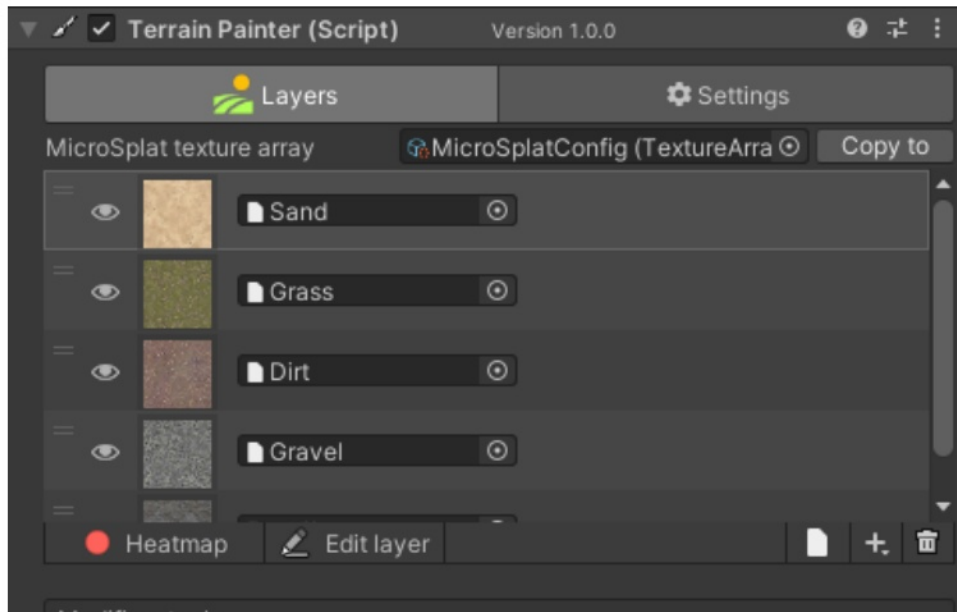 Terrain Painter (Script) Version 1.0.0
Layers Settings
MicroSplat texture array MicroSplatConfig (TextureArra Copy to
Sand
Grass
Dirt
Gravel
Heatmap Edit layer